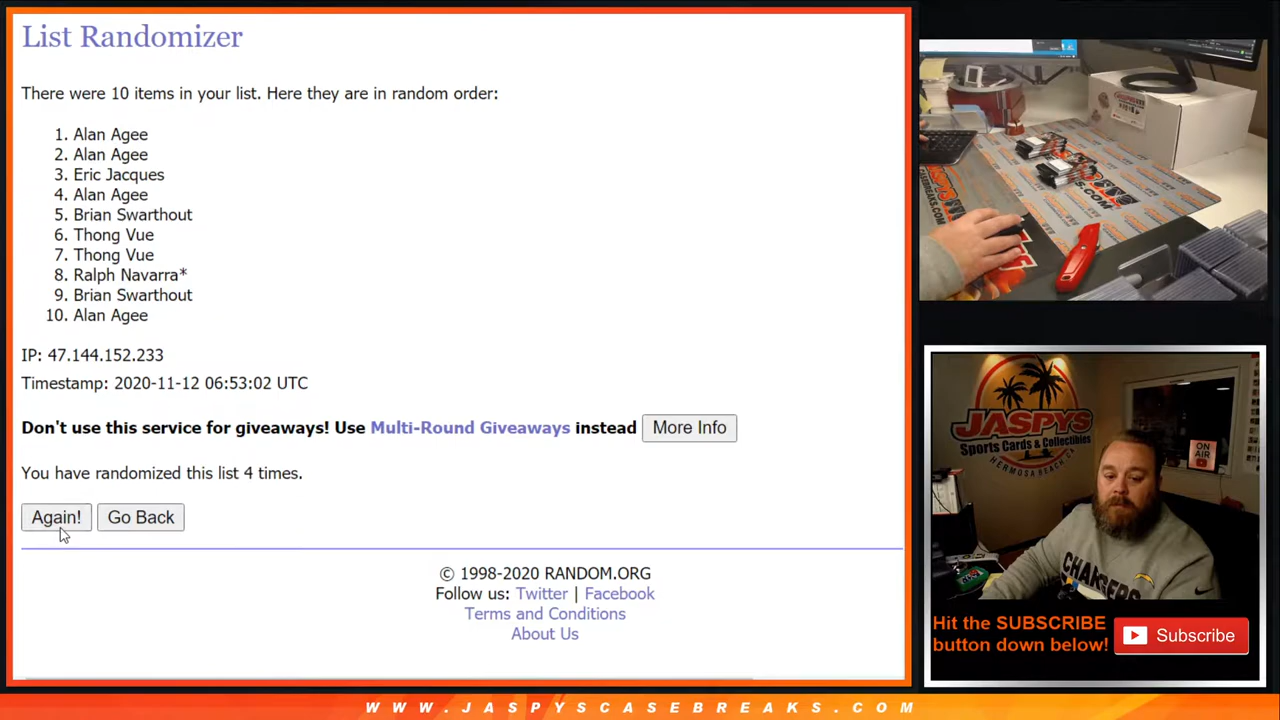 List Randomizer
There were 10 items in your list. Here they are in random order:
1. Alan Agee
2. Alan Agee
3. Eric Jacques
4. Alan Agee
5. Brian Swarthout
6. Thong Vue
7. Thong Vue
8. Ralph Navarra*
9. Brian Swarthout
10. Alan Agee
IP: 47.144.152.233
Timestamp: 2020-11-12 06:53:02 UTC
Don't use this service for giveaways! Use Multi-Round Giveaways instead More Info
You have randomized this list 4 times.
Again! Go Back
© 1998-2020 RANDOM.ORG
Follow us: Twitter | Facebook
Terms and Conditions
About Us
JASPYS
Sports Cards & Collectibles
HERMOSA BEACH CA
ON AIR
CHARGERS
Hit the SUBSCRIBE
button down below!
Subscribe
WWW.JASPYSCASEBREAKS.COM